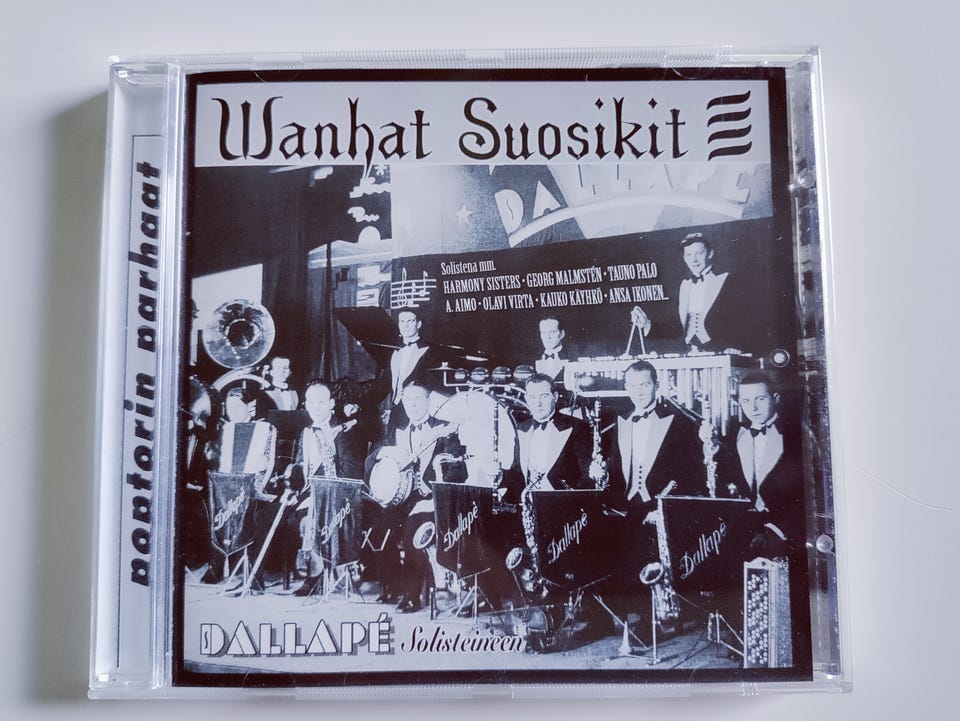 Wanhat Suosikit
poptorin parhaat
DALLAPÉ
Solistena mm.
HARMONY SISTERS • GEORG MALMSTÉN • TAUNO PALO
A. AIMO • OLAVI VIRTA • KAUKO KÄYHKÖ • ANSA IKONEN...
Dallapé
Dallapé
Dallapé
Dallapé
Dallapé
DALLAPÉ Solisteineen